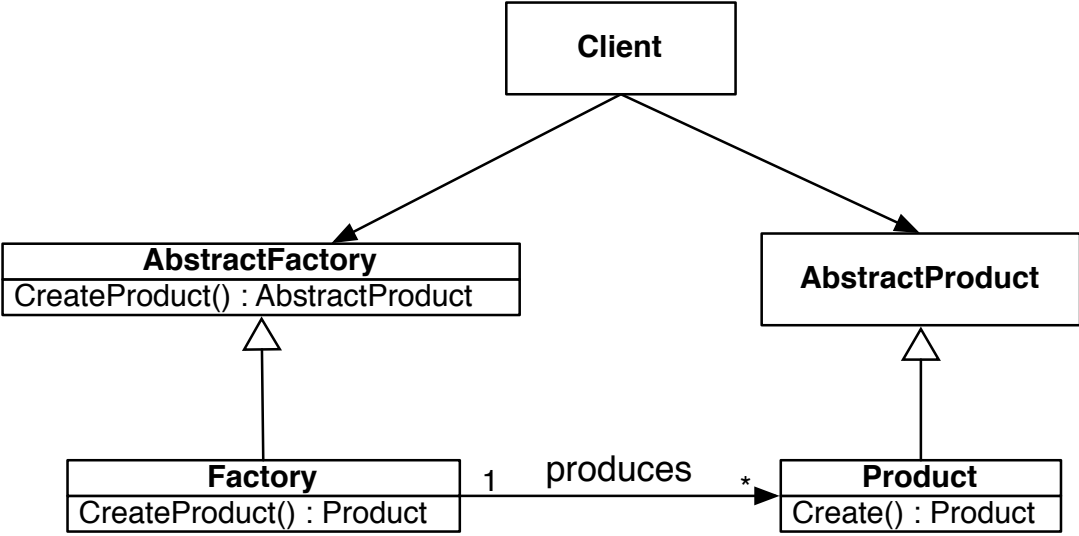 Client
AbstractFactory
CreateProduct() : AbstractProduct
AbstractProduct
Factory
CreateProduct() : Product
1
produces
*
Product
Create() : Product